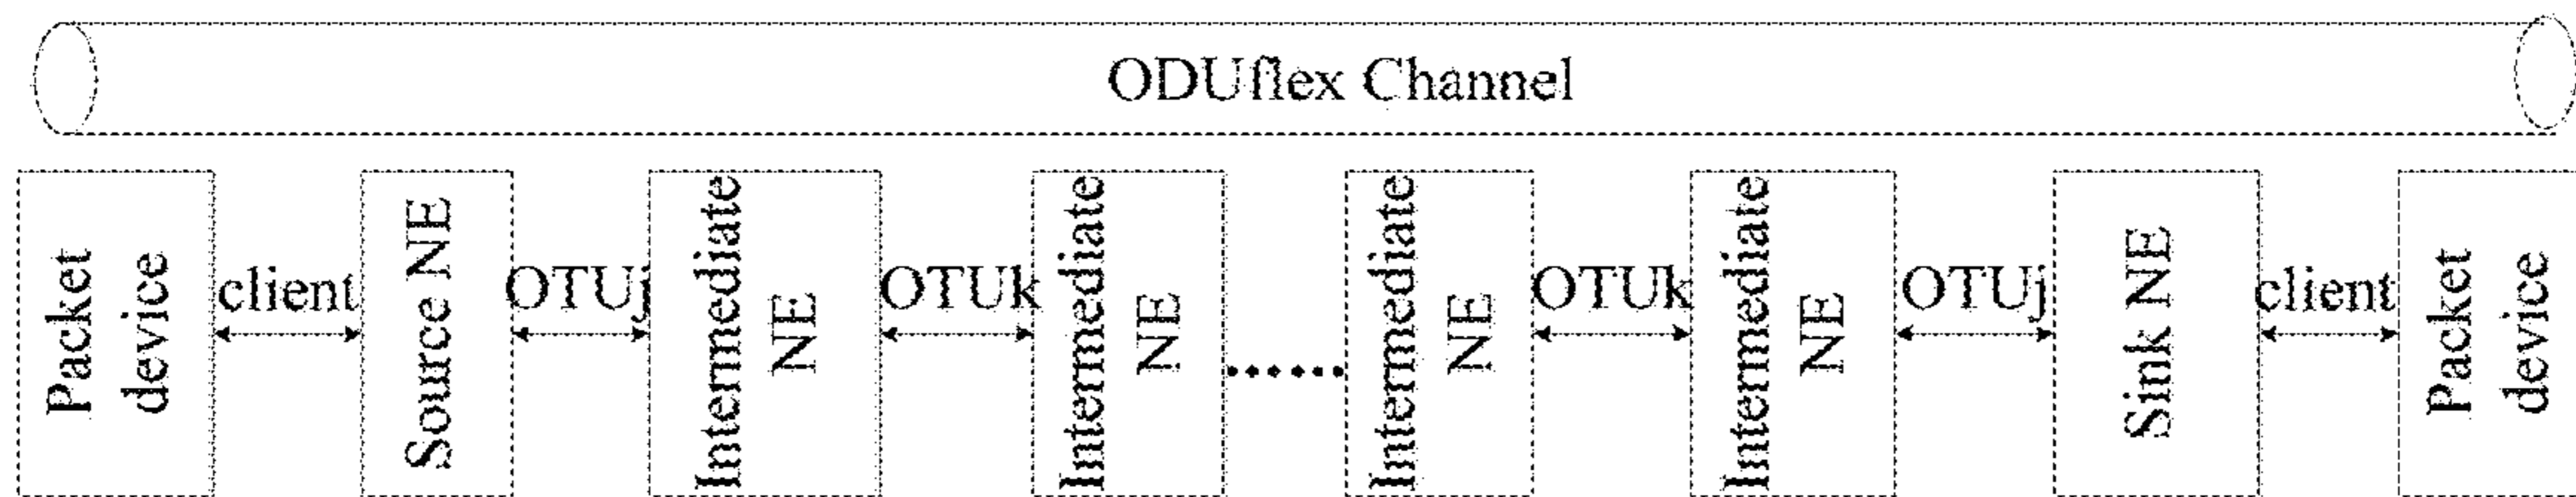 ODUflex Channel
Packet
device
client
Source NE
OTUj
Intermediate
NE
OTUk
Intermediate
NE
Intermediate
NE
OTUk
Intermediate
NE
OTUj
Sink NE
client
Packet
device